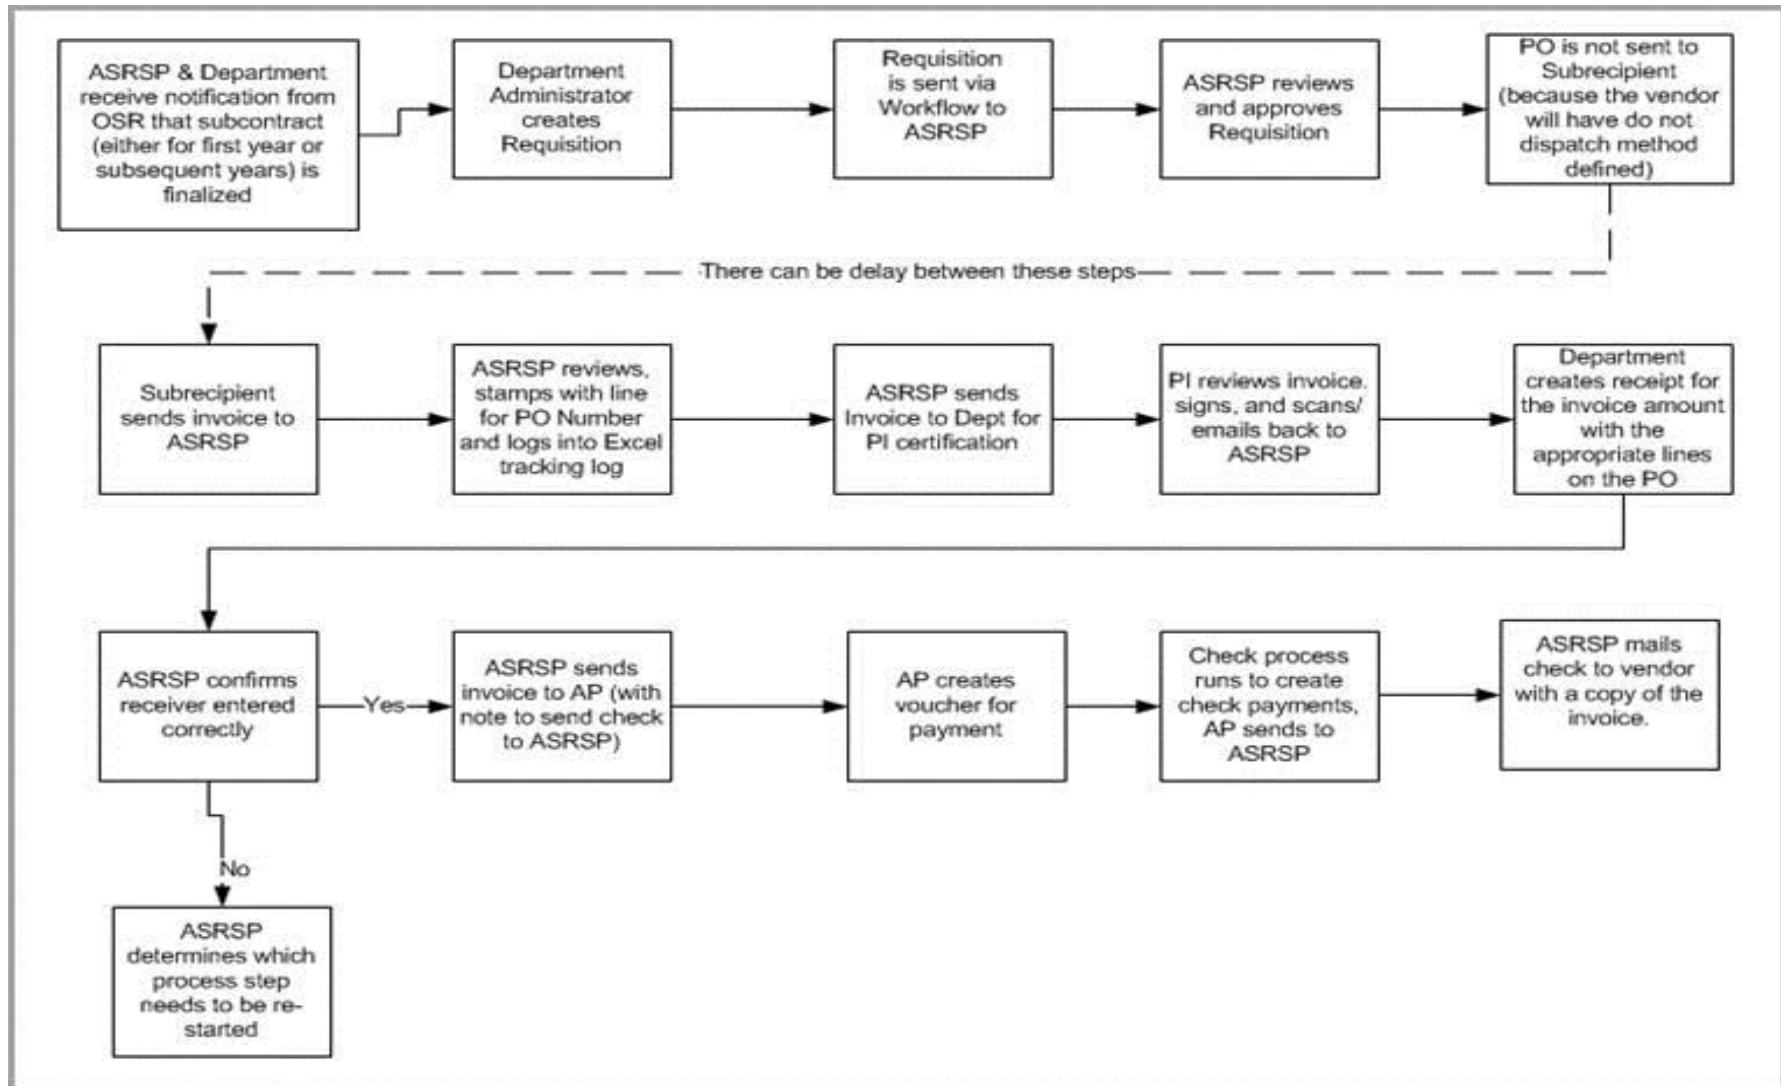 ASRSP & Department
receive notification from
OSR that subcontract
(either for first year or
subsequent years) is
finalized
Department
Administrator
creates
Requisition
Requisition
is sent via
Workflow to
ASRSP
ASRSP reviews
and approves
Requisition
PO is not sent to
Subrecipient
(because the vendor
will have do not
dispatch method
defined)
There can be delay between these steps
Subrecipient
sends invoice to
ASRSP
ASRSP reviews,
stamps with line
for PO Number
and logs into Excel
tracking log
ASRSP sends
Invoice to Dept for
PI certification
PI reviews invoice.
signs, and scans/
emails back to
ASRSP
Department
creates receipt for
the invoice amount
with the
appropriate lines
on the PO
ASRSP confirms
receiver entered
correctly
Yes
ASRSP sends
invoice to AP (with
note to send check
to ASRSP)
AP creates
voucher for
payment
Check process
runs to create
check payments,
AP sends to
ASRSP
ASRSP mails
check to vendor
with a copy of the
invoice.
No
ASRSP
determines which
process step
needs to be re-
started